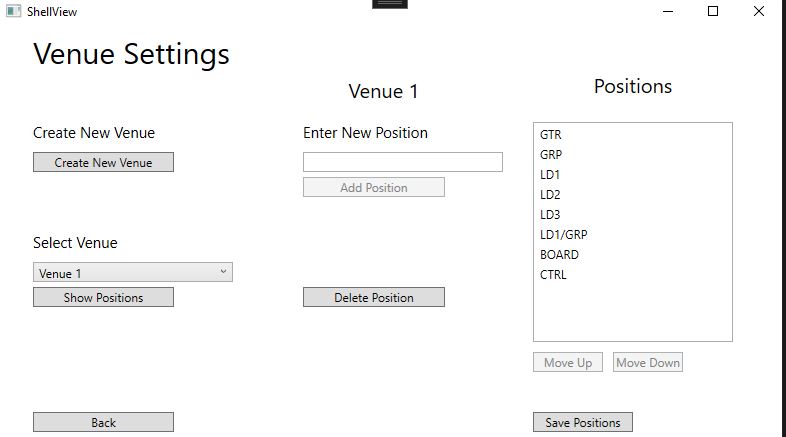 ShellView
Venue Settings
Venue 1
Positions
Create New Venue
Enter New Position
Create New Venue
Add Position
Select Venue
Venue 1
Show Positions
Delete Position
GTR
GRP
LD1
LD2
LD3
LD1/GRP
BOARD
CTRL
Move Up
Move Down
Back
Save Positions